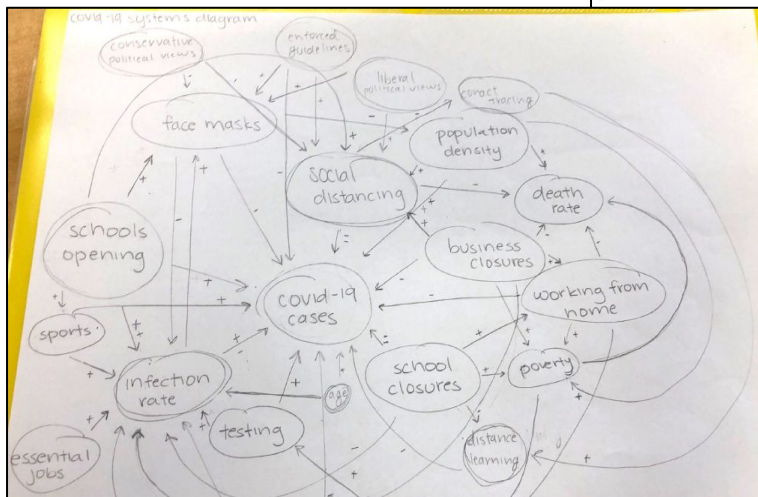 covid-19 systems diagram
conservative
political views
enforced
guidelines
liberal
political views
contact
tracing
face masks
population
density
social
distancing
death
rate
schools
opening
business
closures
covid-19
cases
working from
home
sports
infection
rate
school
closures
poverty
age
testing
distance
learning
essential
jobs